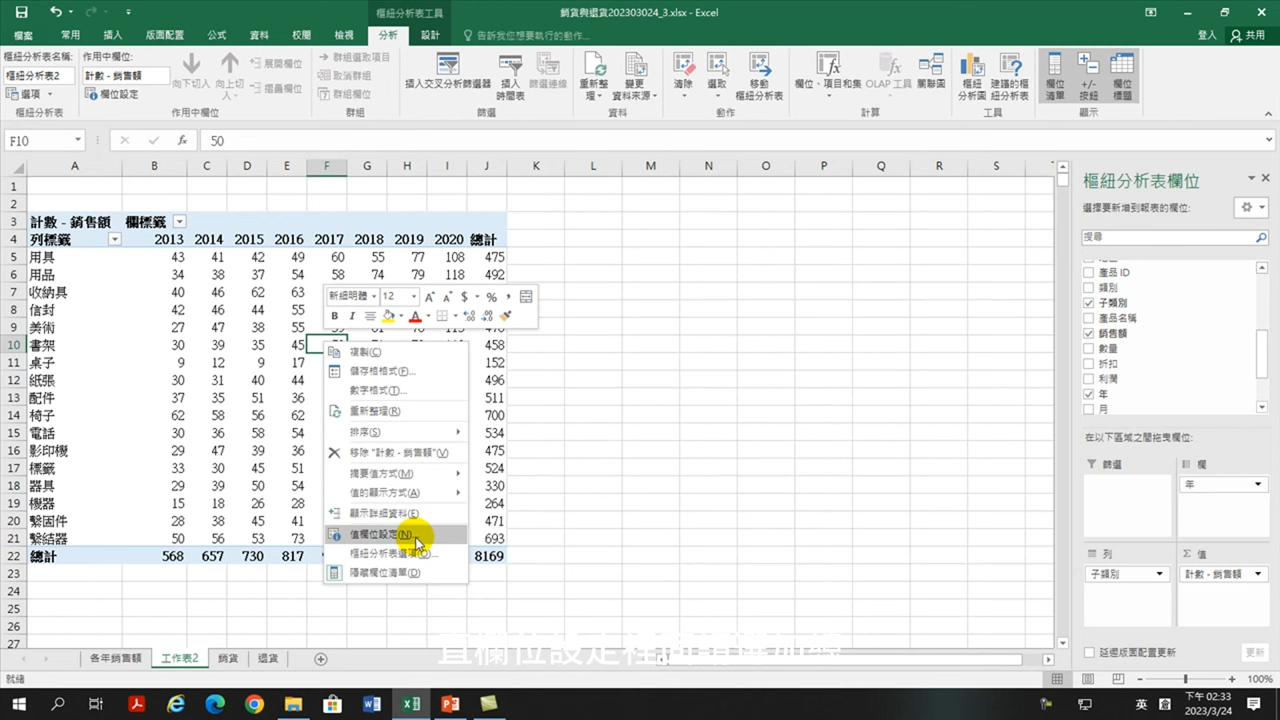 樞紐分析表工具
銷貨與退貨202303024_3.xlsx - Excel
檔案 常用 插入 版面配置 公式 資料 校閱 檢視 分析 設計 告訴我您想要執行的動作...
登入 共用
樞紐分析表名稱: 作用中欄位:
樞紐分析表2 計數 - 銷售額
選項 欄位設定
向下切入 向上切入
展開欄位
摺疊欄位
群組選取項目
取消群組
群組欄位
插入交叉分析篩選器 插入時間表 篩選連線
重新整理 變更資料來源
清除 選取 移動樞紐分析表
欄位、項目和集 OLAP 工具 關聯圖
樞紐分析圖 建議的樞紐分析表
欄位清單 +/-按鈕 欄位標題
樞紐分析表 作用中欄位 群組 篩選 資料 動作 計算 工具 顯示
F10 fx 50
A B C D E F G H I J K L M N O P Q R S
1
2
3 計數 - 銷售額 欄標籤
4 列標籤 2013 2014 2015 2016 2017 2018 2019 2020 總計
5 用具 43 41 42 49 60 55 77 108 475
6 用品 34 38 37 54 58 74 79 118 492
7 收納具 40 46 62 63
8 信封 42 46 44 55
9 美術 27 47 38 55
10 書架 30 39 35 45 458
11 桌子 9 12 9 17 152
12 紙張 30 31 40 44 496
13 配件 37 35 51 36 511
14 椅子 62 58 56 62 700
15 電話 30 36 58 54 534
16 影印機 29 47 39 36 475
17 標籤 33 30 45 51 524
18 器具 29 39 50 54 330
19 機器 15 18 26 28 264
20 繫固件 28 38 45 41 471
21 繫結器 50 56 53 73 693
22 總計 568 657 730 817 8169
23
24
25
26
27
新細明體 12 A A $ % ,
B I A
複製(C)
儲存格格式(F)...
數字格式(T)...
重新整理(R)
排序(S)
移除 "計數 - 銷售額"(V)
摘要值方式(M)
值的顯示方式(A)
顯示詳細資料(E)
值欄位設定(N)...
樞紐分析表選項(O)...
隱藏欄位清單(D)
樞紐分析表欄位
選擇要新增到報表的欄位:
搜尋
產品 ID
類別
子類別
產品名稱
銷售額
數量
折扣
利潤
年
月
在以下區域之間拖曳欄位:
篩選 欄
年
列 值
子類別 計數 - 銷售額
延遲版面配置更新 更新
各年銷售額 工作表2 銷貨 退貨
就緒 100%
英
下午 02:33
2023/3/24